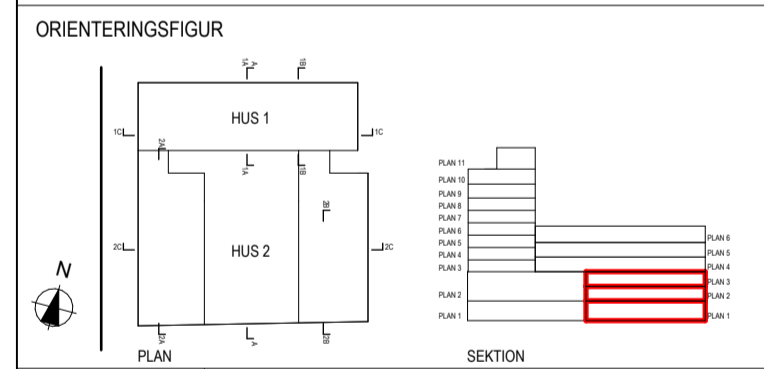 ORIENTERINGSFIGUR
1A
A
1B
HUS 1
1C
1C
2A
1A
1B
2B
2C
HUS 2
2C
N
2A
A
2B
PLAN
PLAN 11
PLAN 10
PLAN 9
PLAN 8
PLAN 7
PLAN 6
PLAN 5
PLAN 4
PLAN 3
PLAN 2
PLAN 1
PLAN 6
PLAN 5
PLAN 4
PLAN 3
PLAN 2
PLAN 1
SEKTION